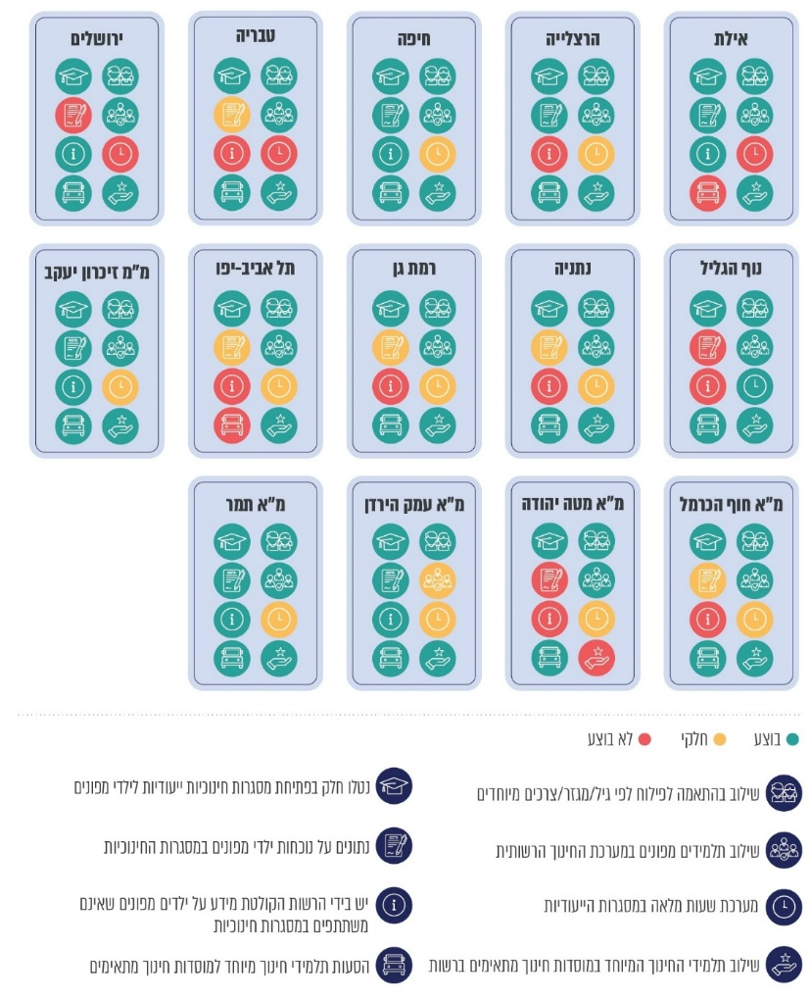 אילת
הרצלייה
חיפה
טבריה
ירושלים
נוף הגליל
נתניה
רמת גן
תל אביב-יפו
מ"מ זיכרון יעקב
מ"א חוף הכרמל
מ"א מטה יהודה
מ"א עמק הירדן
מ"א תמר
בוצע
חלקי
לא בוצע
שילוב בהתאמה לפילוח לפי גיל/מגזר/צרכים מיוחדים
שילוב תלמידים מפונים במערכת החינוך הרשותית
מערכת שעות מלאה במסגרות הייעודיות
שילוב תלמידי החינוך המיוחד במוסדות חינוך מתאימים ברשות
נטלו חלק בפתיחת מסגרות חינוכיות ייעודיות לילדי מפונים
נתונים על נוכחות ילדי מפונים במסגרות החינוכיות
יש בידי הרשות הקולטת מידע על ילדים מפונים שאינם
משתתפים במסגרות חינוכיות
הסעות תלמידי חינוך מיוחד למוסדות חינוך מתאימים